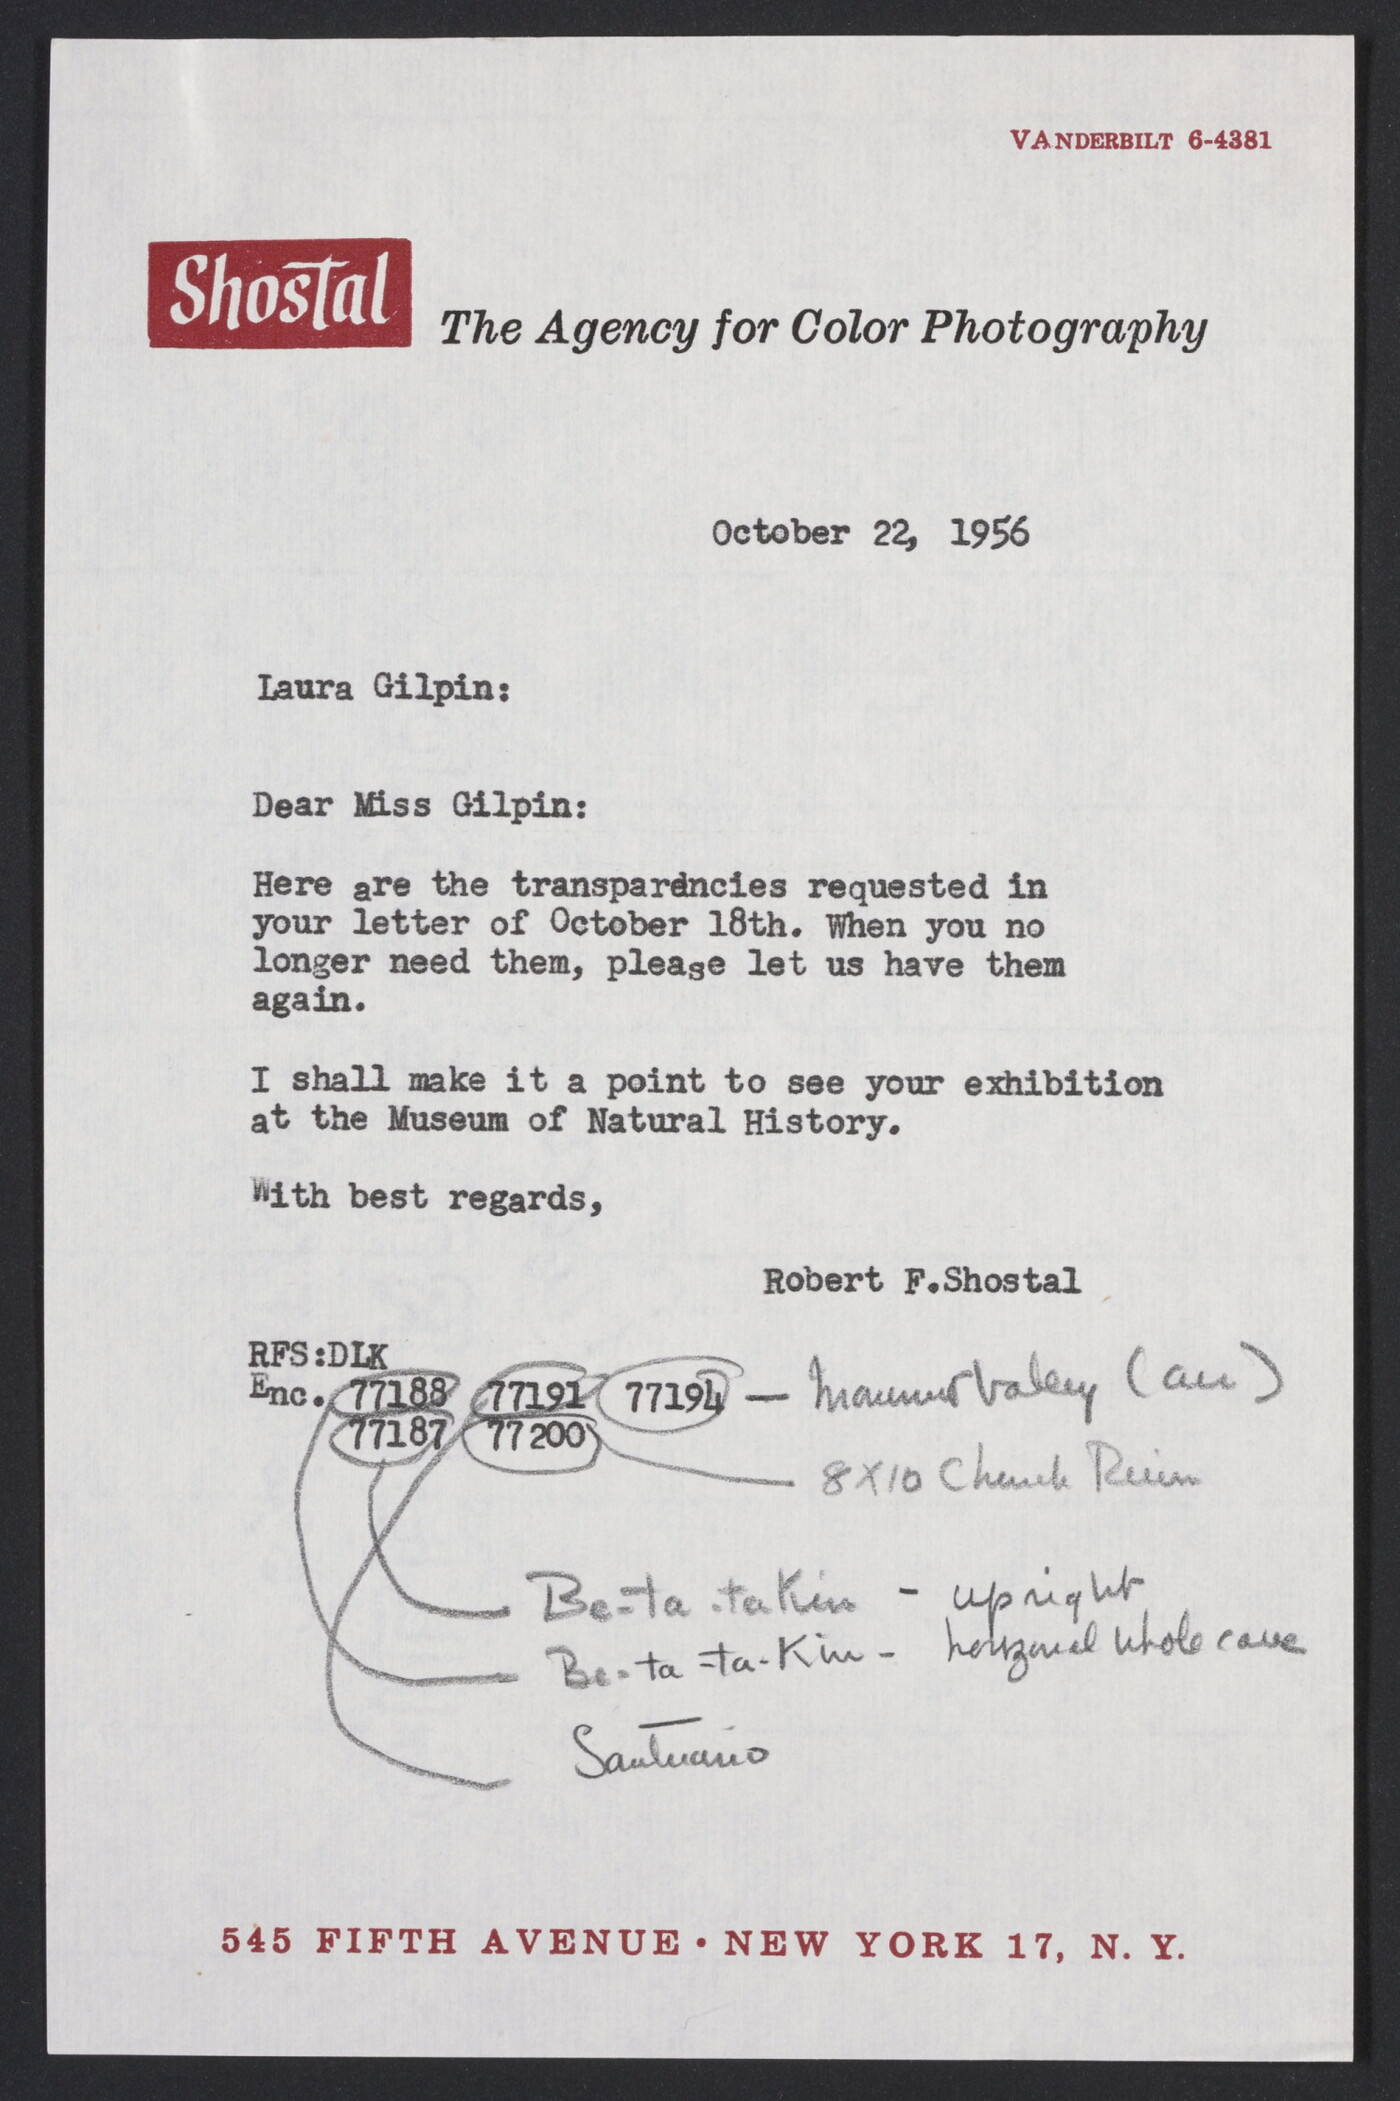 VANDERBILT 6-4381
Shostal
The Agency for Color Photography
October 22, 1956
Laura Gilpin:
Dear Miss Gilpin:
Here are the transparencies requested in
your letter of October 18th. When you no
longer need them, please let us have them
again.
I shall make it a point to see your exhibition
at the Museum of Natural History.
With best regards,
Robert F.Shostal
RFS:DLK
Enc. 77188 77191 77194 — Monument Valley (air)
77187 77200
8X10 Church Ruin
Be-ta-taKin - upright
Be-ta-ta-Kin - horizonal whole cave
Santuario
545 FIFTH AVENUE • NEW YORK 17, N. Y.